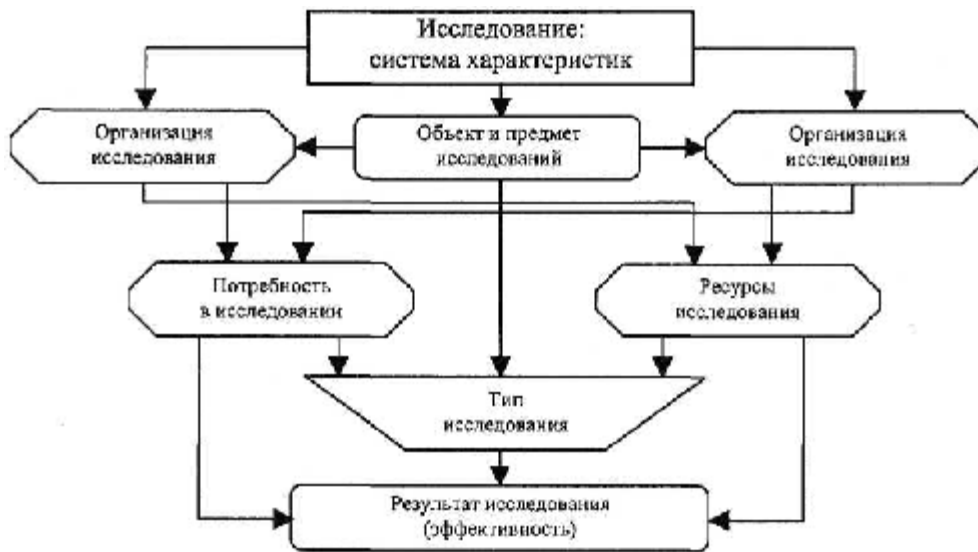 Исследование:
система характеристик
Организация
исследования
Объект и предмет
исследований
Организация
исследования
Потребность
в исследовании
Ресурсы
исследования
Тип
исследования
Результат исследования
(эффективность)